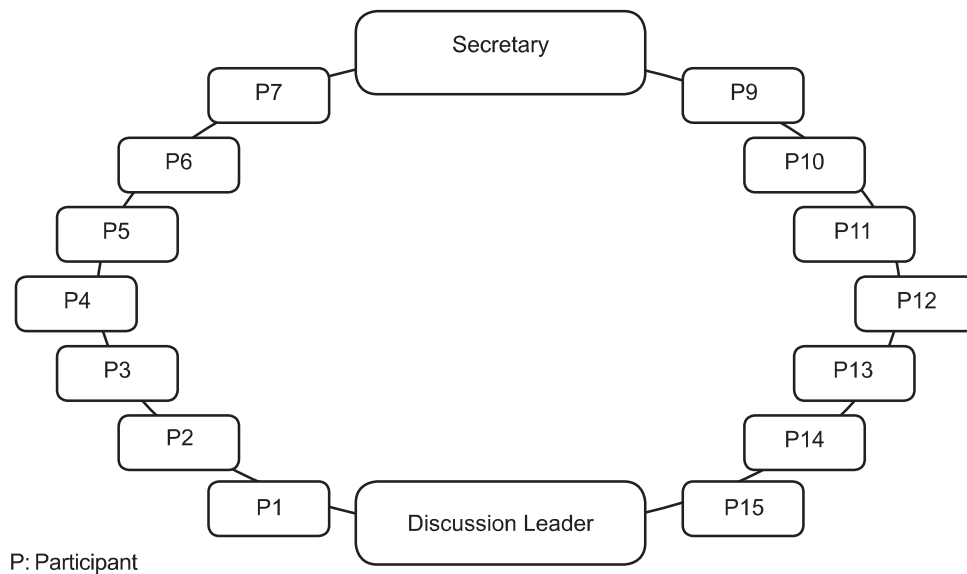 Secretary
P7
P9
P6
P10
P5
P11
P4
P12
P3
P13
P2
P14
P1
Discussion Leader
P15
P: Participant